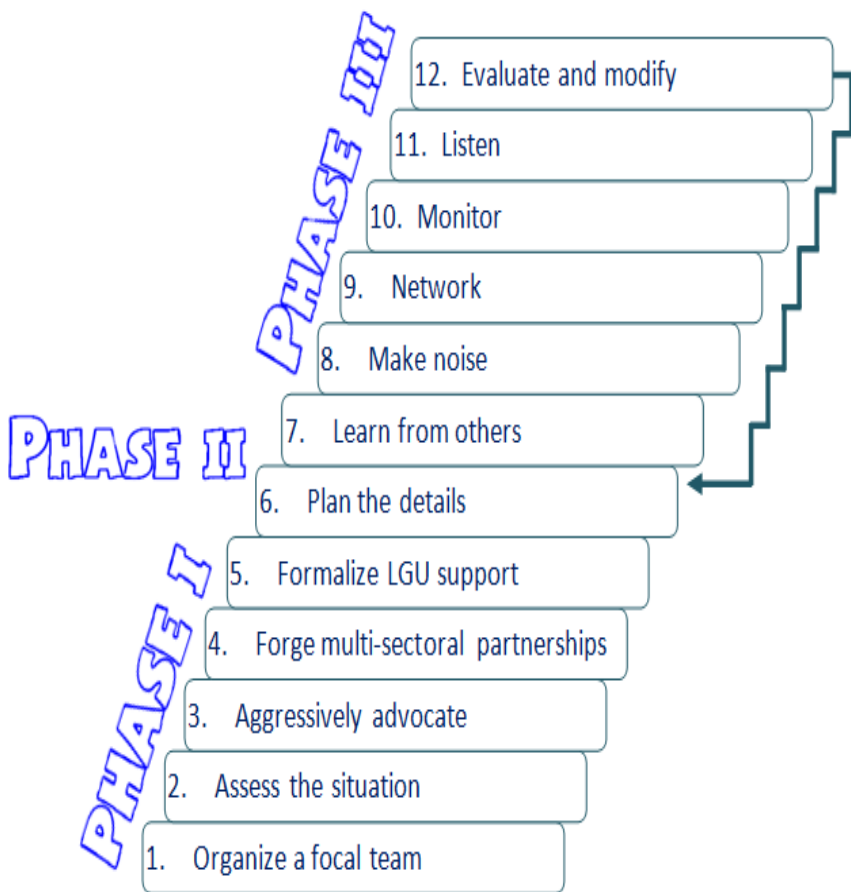 PHASE III
12. Evaluate and modify
11. Listen
10. Monitor
9. Network
8. Make noise
7. Learn from others
PHASE II
6. Plan the details
5. Formalize LGU support
4. Forge multi-sectoral partnerships
PHASE I
3. Aggressively advocate
2. Assess the situation
1. Organize a focal team